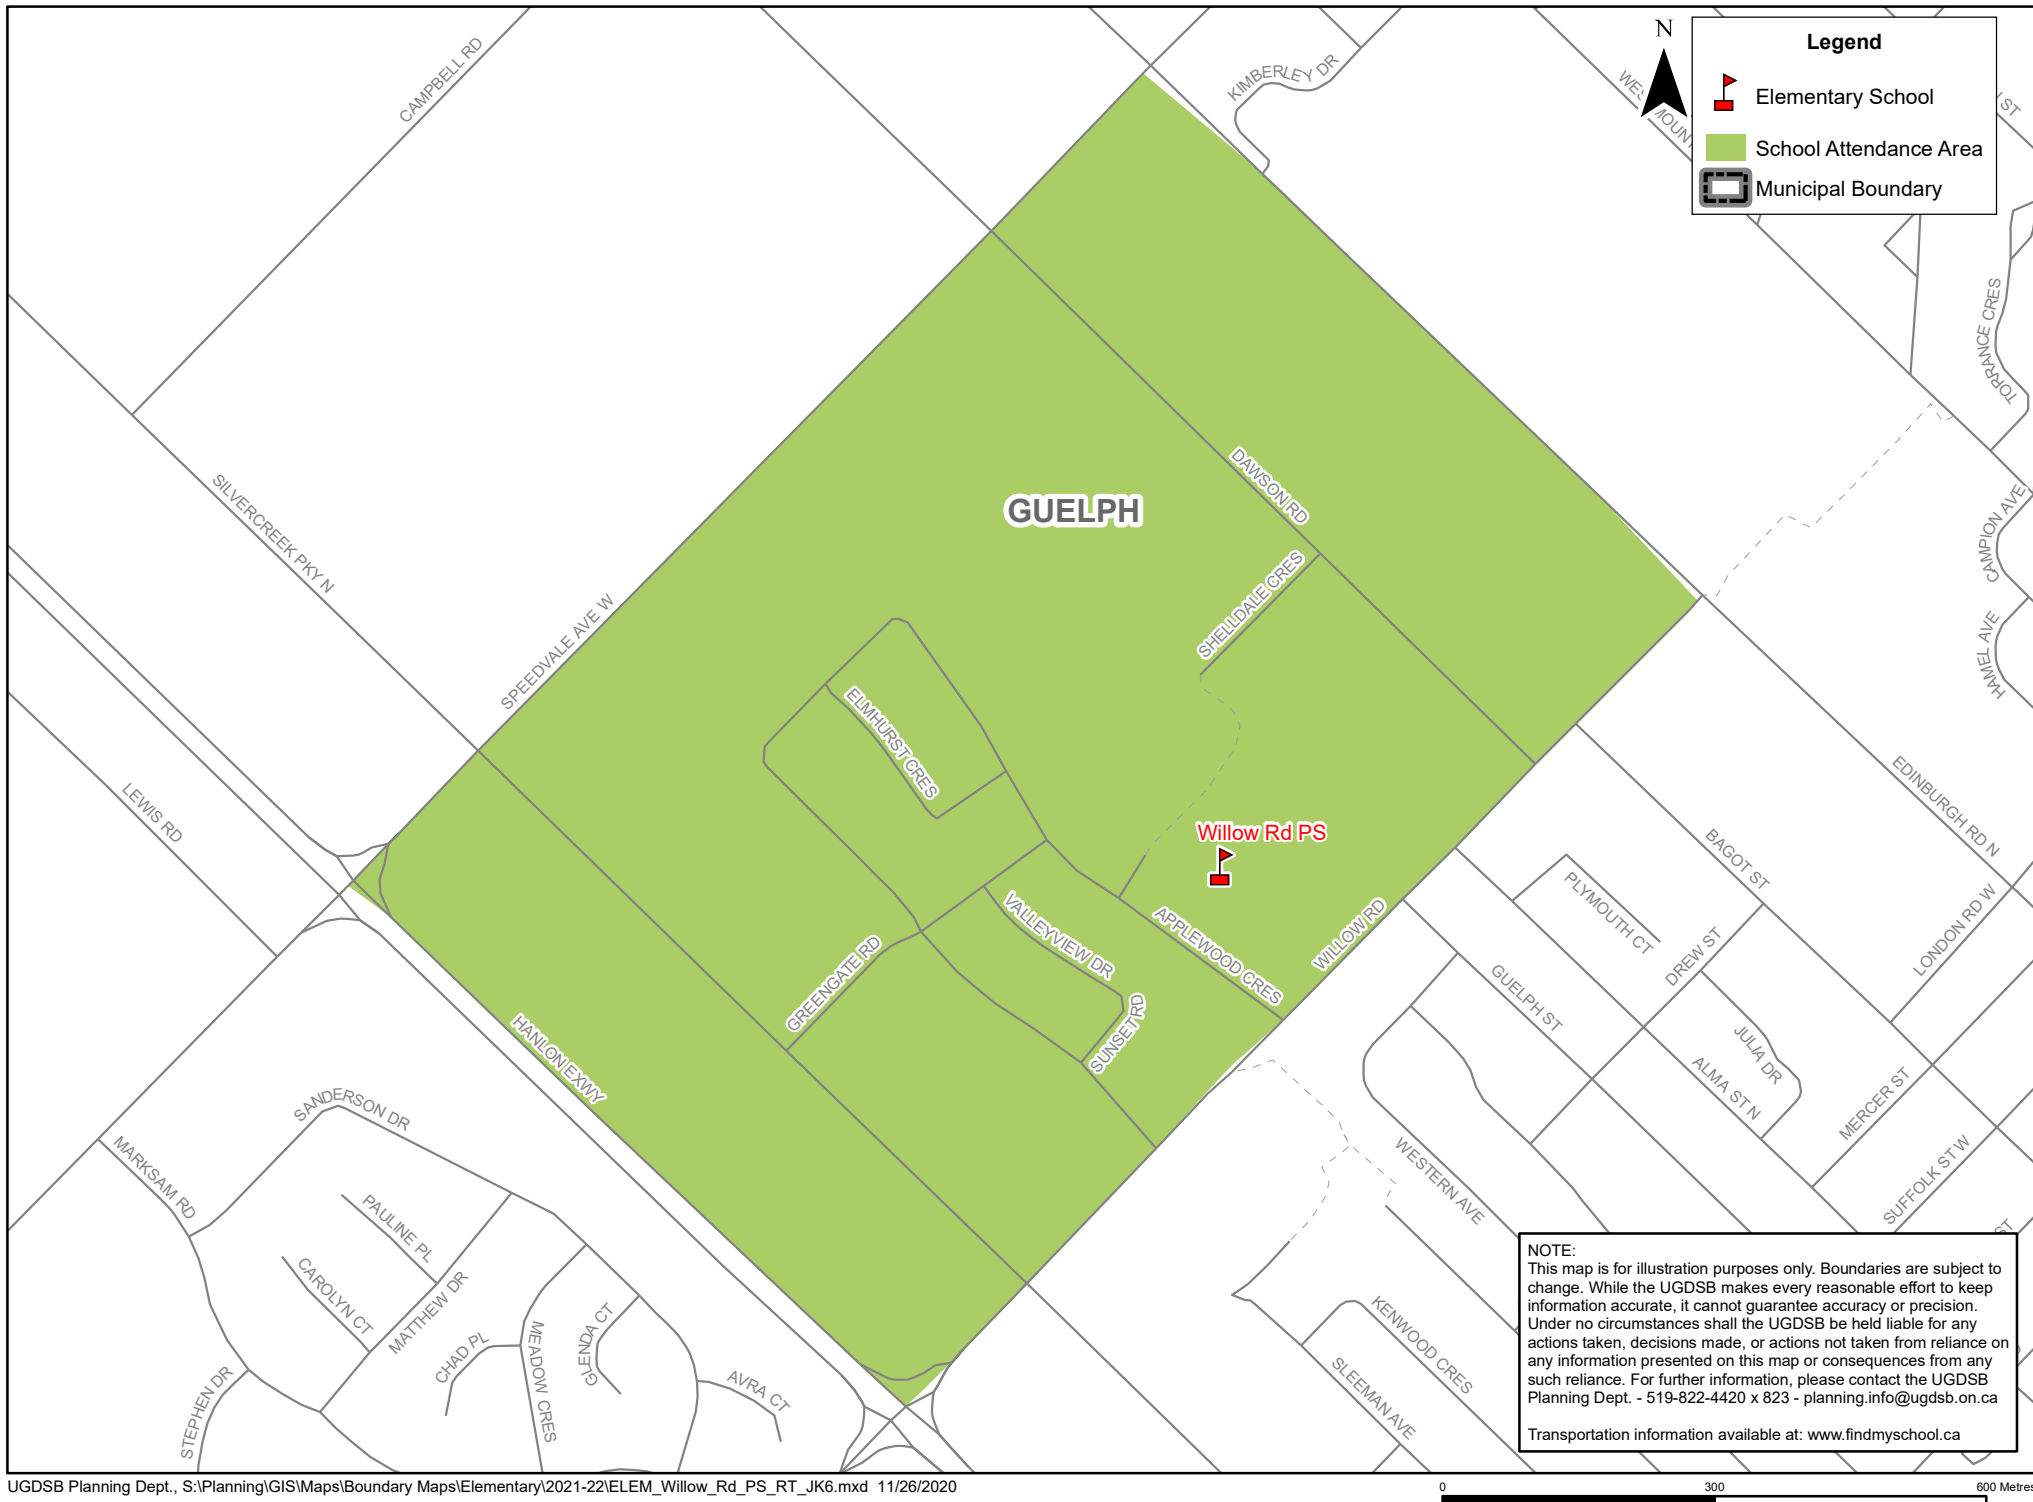 N
Legend
Elementary School
School Attendance Area
Municipal Boundary
CAMPBELL RD
KIMBERLEY DR
TORRANCE CRES
SILVERCREEK PKY N
DAWSON RD
GUELPH
CAMPION AVE
SHELLDALE CRES
SPEEDVALE AVE W
HAMEL AVE
ELMHURST CRES
LEWIS RD
EDINBURGH RD N
Willow Rd PS
BAGOT ST
PLYMOUTH CT
LONDON RD W
VALLEYVIEW DR
APPLEWOOD CRES
WILLOW RD
DREW ST
GREENGATE RD
GUELPH ST
SUNSET RD
HANLON EXWY
JULIA DR
ALMA ST N
MERCER ST
SANDERSON DR
MARKSAM RD
WESTERN AVE
SUFFOLK ST W
PAULINE PL
CAROLYN CT
MATTHEW DR
CHAD PL
MEADOW CRES
GLENDA CT
AVRA CT
STEPHEN DR
KENWOOD CRES
SLEEMAN AVE
NOTE:
This map is for illustration purposes only. Boundaries are subject to
change. While the UGDSB makes every reasonable effort to keep
information accurate, it cannot guarantee accuracy or precision.
Under no circumstances shall the UGDSB be held liable for any
actions taken, decisions made, or actions not taken from reliance on
any information presented on this map or consequences from any
such reliance. For further information, please contact the UGDSB
Planning Dept. - 519-822-4420 x 823 - planning.info@ugdsb.on.ca
Transportation information available at: www.findmyschool.ca
UGDSB Planning Dept., S:\Planning\GIS\Maps\Boundary Maps\Elementary\2021-22\ELEM_Willow_Rd_PS_RT_JK6.mxd 11/26/2020
0 300 600 Metres